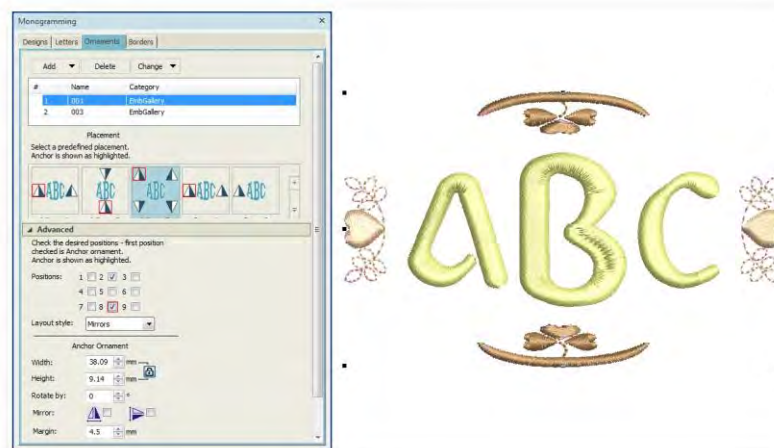 Monogramming
Designs Letters Ornaments Borders
Add Delete Change
# Name Category
1 001 EmbGallery
2 003 EmbGallery
Placement
Select a predefined placement.
Anchor is shown as highlighted.
ABC ABC ABC ABC ABC
Advanced
Check the desired positions - first position
checked is Anchor ornament.
Anchor is shown as highlighted.
Positions: 1 2 3
4 5 6
7 8 9
Layout style: Mirrors
Anchor Ornament
Width: 38.09 mm
Height: 9.14 mm
Rotate by: 0 °
Mirror:
Margin: 4.5 mm
ABC